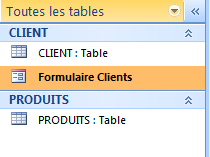 Toutes les tables
CLIENT
CLIENT : Table
Formulaire Clients
PRODUITS
PRODUITS : Table